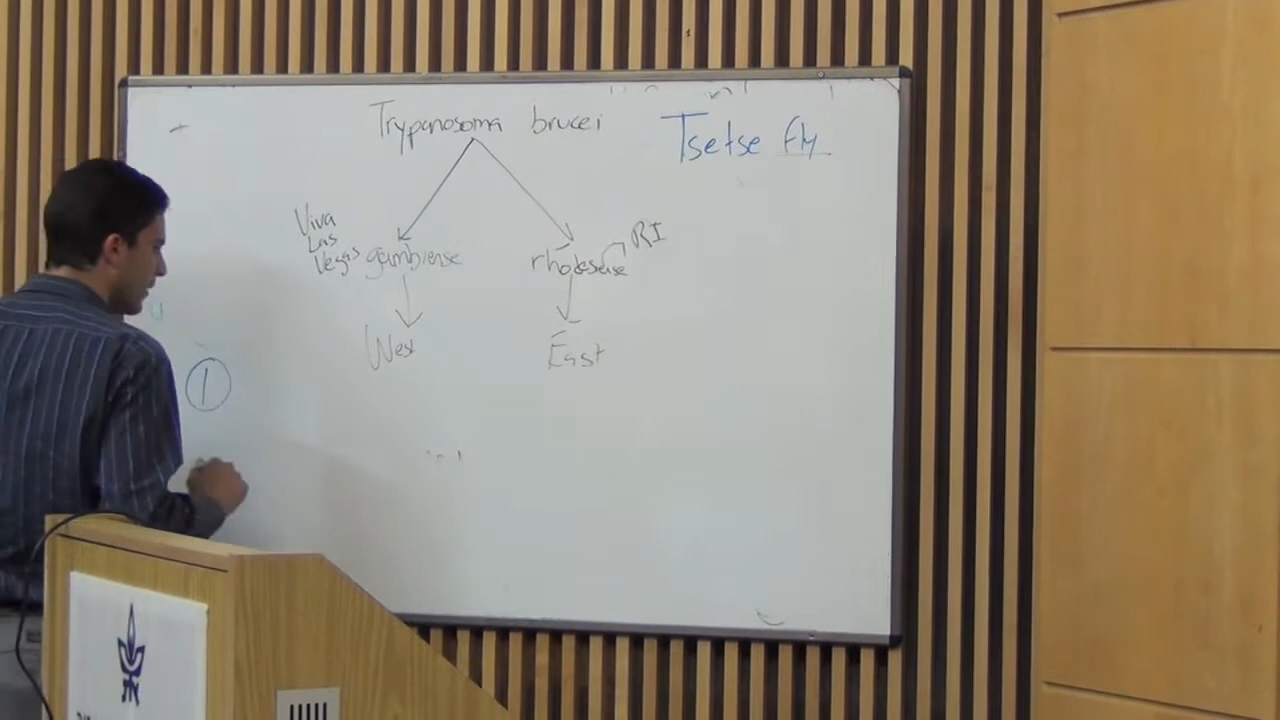 Trypanosoma brucei
Tsetse fly
Viva
Las
Vegas
gambiense
rhodesiense
RI
West
East
1